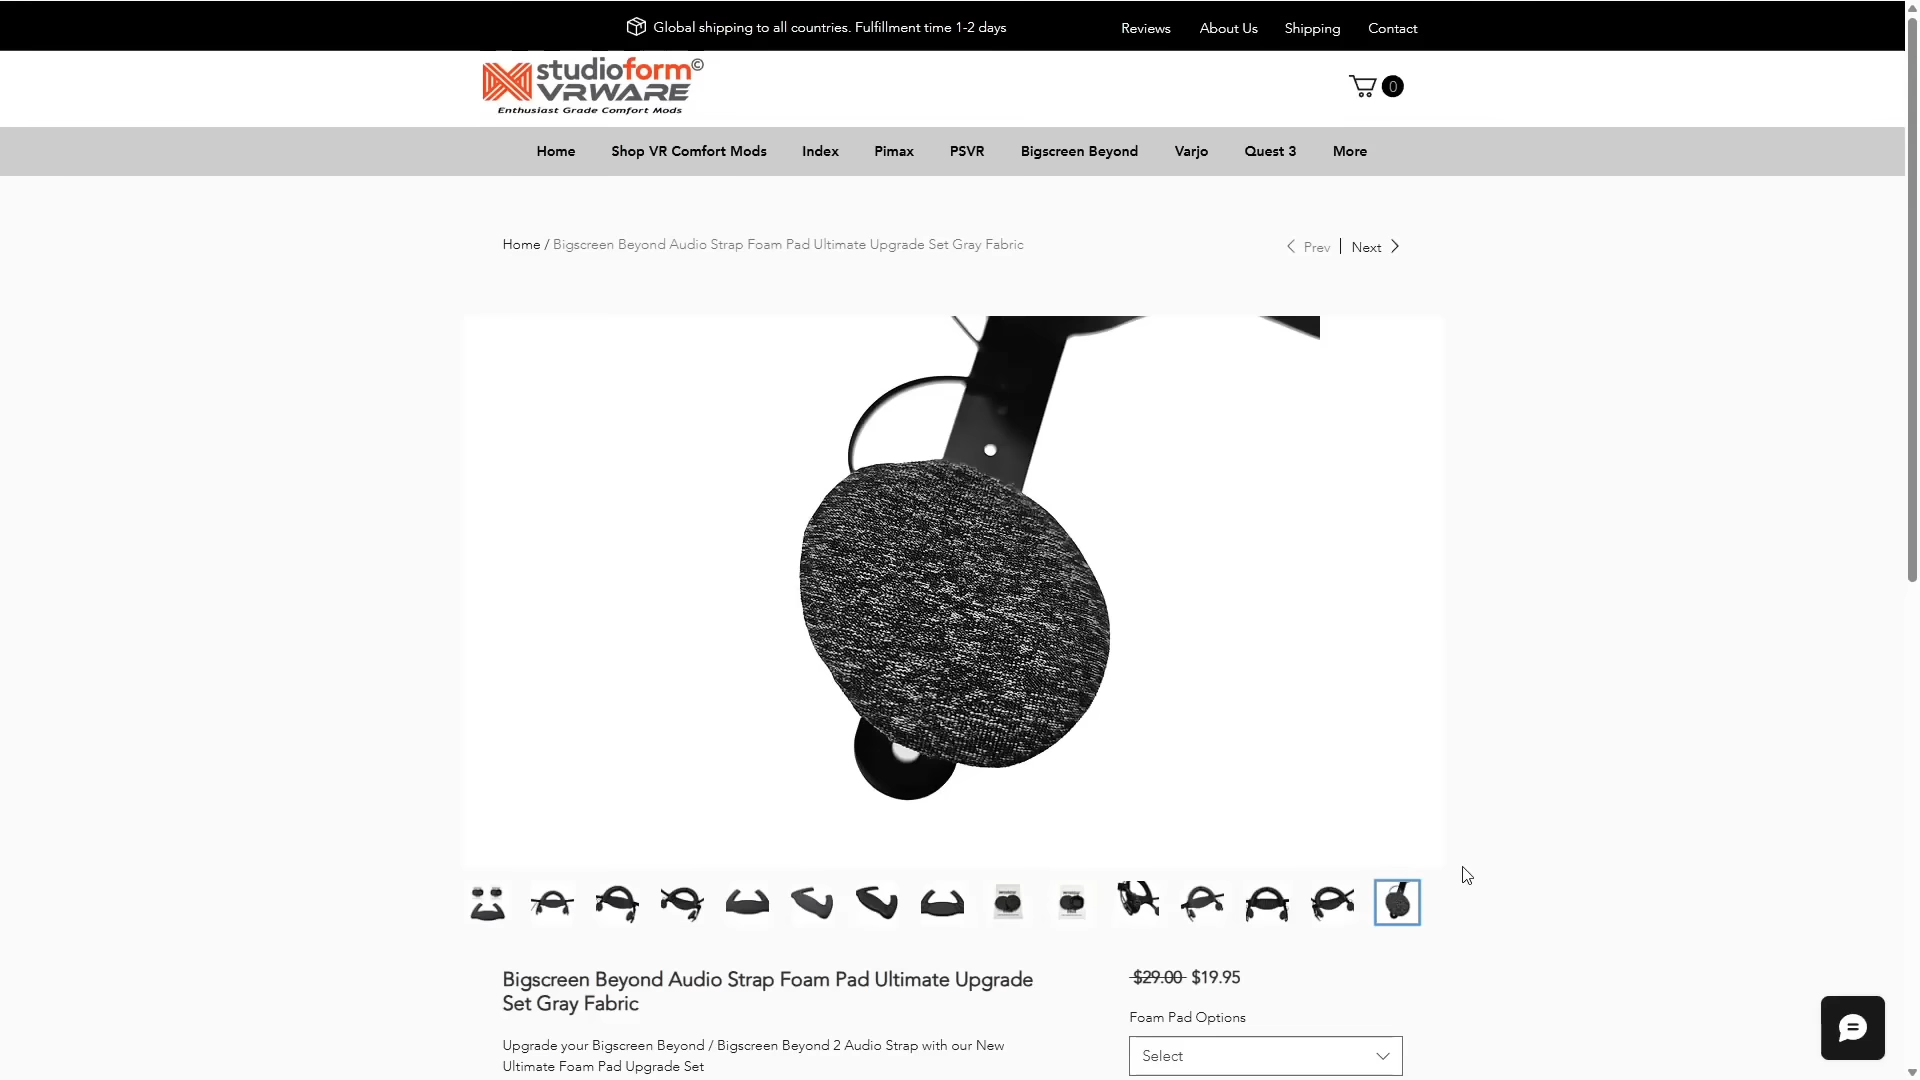 Global shipping to all countries. Fulfillment time 1-2 days
Reviews
About Us
Shipping
Contact
studioform©
VRWARE
Enthusiast Grade Comfort Mods
0
Home
Shop VR Comfort Mods
Index
Pimax
PSVR
Bigscreen Beyond
Varjo
Quest 3
More
Home / Bigscreen Beyond Audio Strap Foam Pad Ultimate Upgrade Set Gray Fabric
Prev | Next
Bigscreen Beyond Audio Strap Foam Pad Ultimate Upgrade
Set Gray Fabric
Upgrade your Bigscreen Beyond / Bigscreen Beyond 2 Audio Strap with our New
Ultimate Foam Pad Upgrade Set
$29.00 $19.95
Foam Pad Options
Select